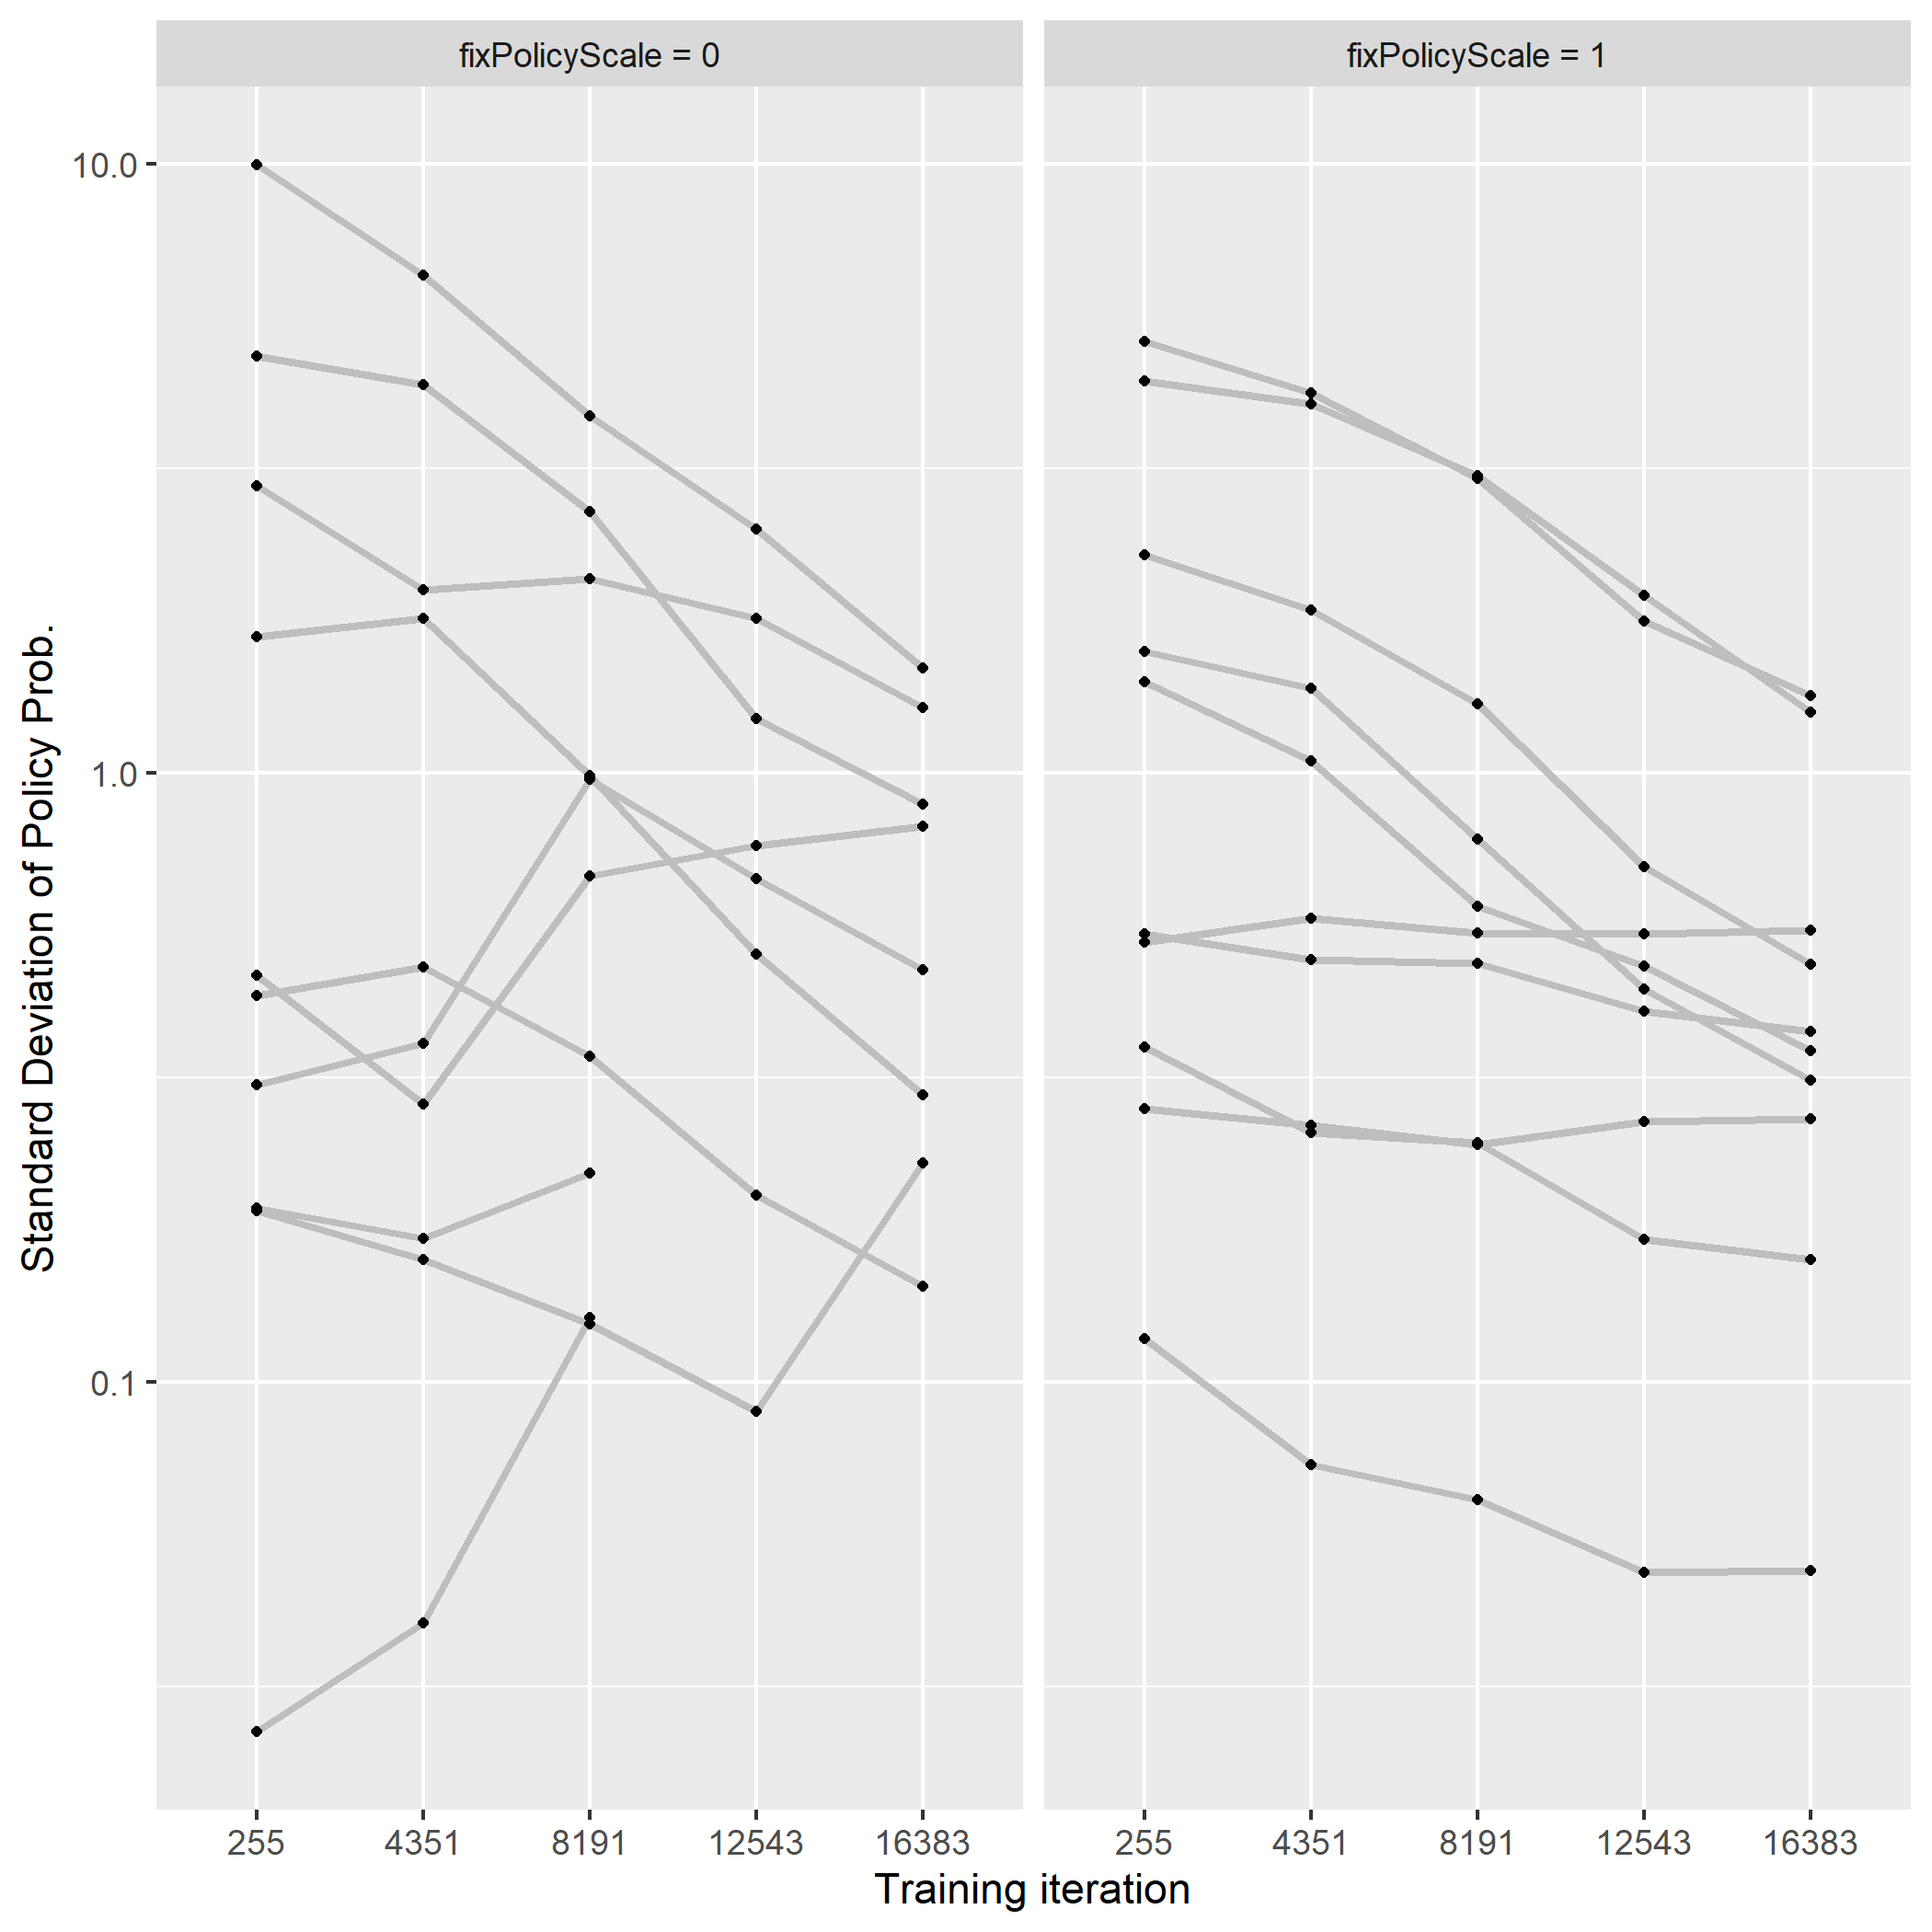 fixPolicyScale = 0
fixPolicyScale = 1
Standard Deviation of Policy Prob.
10.0
1.0
0.1
255 4351 8191 12543 16383
255 4351 8191 12543 16383
Training iteration